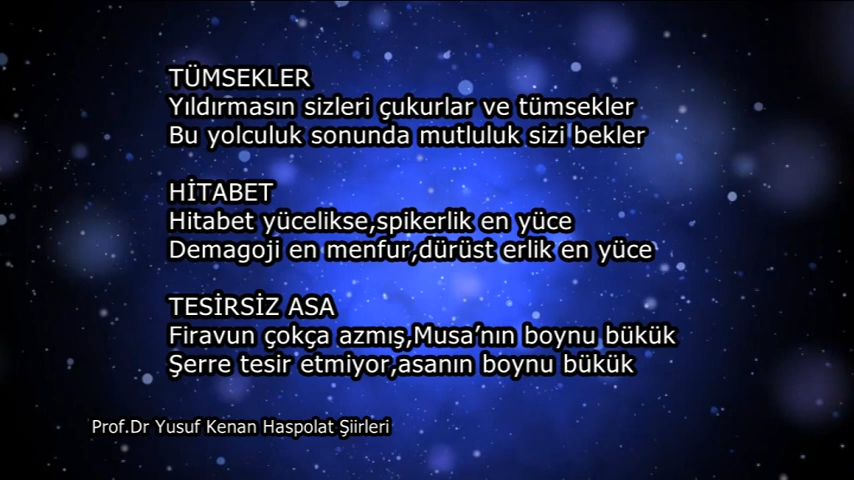 TÜMSEKLER
Yıldırmasın sizleri çukurlar ve tümsekler
Bu yolculuk sonunda mutluluk sizi bekler
HİTABET
Hitabet yücelikse,spikerlik en yüce
Demagoji en menfur,dürüst erlik en yüce
TESİRSİZ ASA
Firavun çokça azmış,Musa’nın boynu bükük
Şerre tesir etmiyor,asanın boynu bükük
Prof.Dr Yusuf Kenan Haspolat Şiirleri